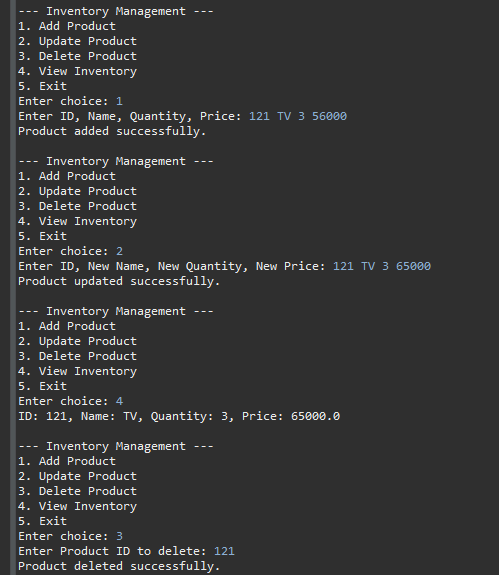 --- Inventory Management ---
1. Add Product
2. Update Product
3. Delete Product
4. View Inventory
5. Exit
Enter choice: 1
Enter ID, Name, Quantity, Price: 121 TV 3 56000
Product added successfully.
--- Inventory Management ---
1. Add Product
2. Update Product
3. Delete Product
4. View Inventory
5. Exit
Enter choice: 2
Enter ID, New Name, New Quantity, New Price: 121 TV 3 65000
Product updated successfully.
--- Inventory Management ---
1. Add Product
2. Update Product
3. Delete Product
4. View Inventory
5. Exit
Enter choice: 4
ID: 121, Name: TV, Quantity: 3, Price: 65000.0
--- Inventory Management ---
1. Add Product
2. Update Product
3. Delete Product
4. View Inventory
5. Exit
Enter choice: 3
Enter Product ID to delete: 121
Product deleted successfully.